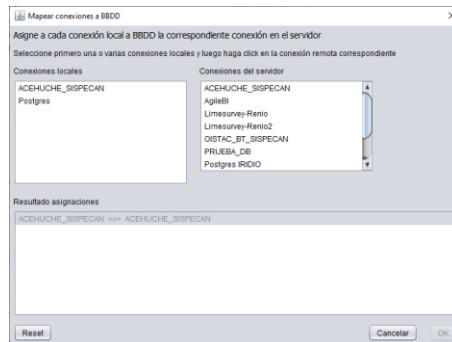 Mapear conexiones a BBDD
Asigne a cada conexión local a BBDD la correspondiente conexión en el servidor
Seleccione primero una o varias conexiones locales y luego haga click en la conexión remota correspondiente
Conexiones locales
ACEHUCHE_SISPECAN
Postgres
Conexiones del servidor
ACEHUCHE_SISPECAN
AgileBI
Limesurvey-Renio
Limesurvey-Renio2
OISTAC_BT_SISPECAN
PRUEBA_DB
Postgres IRIDIO
Resultado asignaciones
ACEHUCHE_SISPECAN ==> ACEHUCHE_SISPECAN
Reset
Cancelar
OK